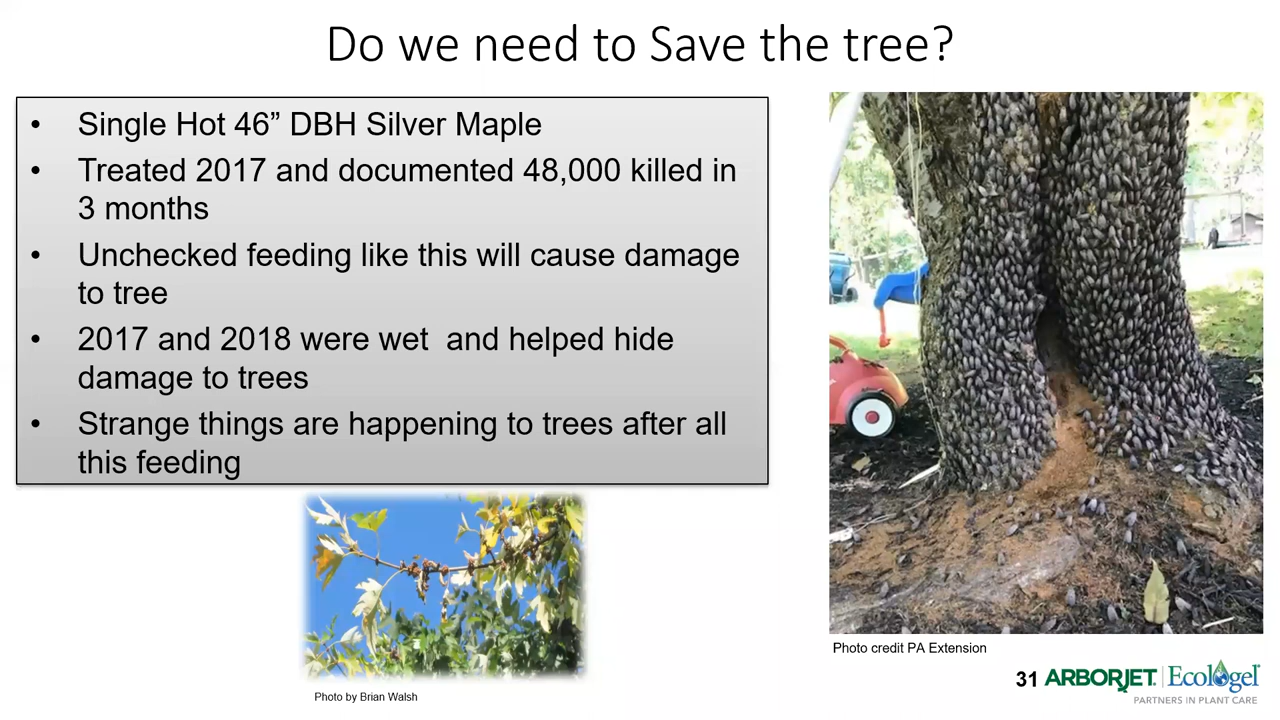 Do we need to Save the tree?
• Single Hot 46” DBH Silver Maple
• Treated 2017 and documented 48,000 killed in
3 months
• Unchecked feeding like this will cause damage
to tree
• 2017 and 2018 were wet  and helped hide
damage to trees
• Strange things are happening to trees after all
this feeding
Photo by Brian Walsh
Photo credit PA Extension
31 ARBORJET | Ecologel
PARTNERS IN PLANT CARE